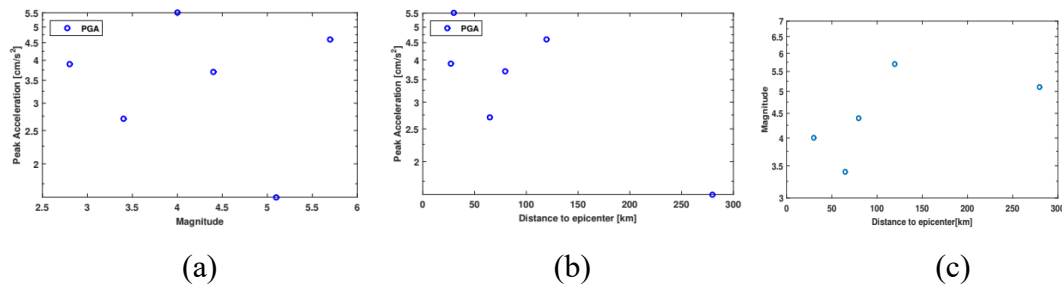 5.5
5
4.5
4
3.5
3
2.5
2
Peak Acceleration [cm/s²]
PGA
2.5 3 3.5 4 4.5 5 5.5 6
Magnitude
(a)
5.5
5
4.5
4
3.5
3
2.5
2
Peak Acceleration [cm/s²]
PGA
0 50 100 150 200 250 300
Distance to epicenter [km]
(b)
7
6.5
6
5.5
5
4.5
4
3.5
3
Magnitude
0 50 100 150 200 250 300
Distance to epicenter[km]
(c)